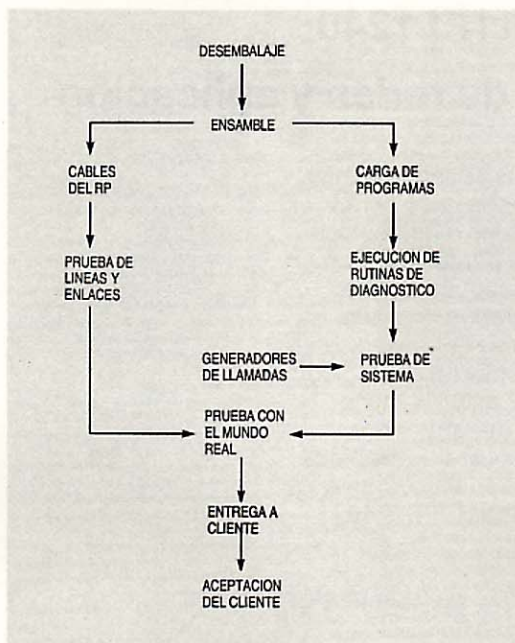 DESEMBALAJE
ENSAMBLE
CABLES
DEL RP
CARGA DE
PROGRAMAS
PRUEBA DE
LINEAS Y
ENLACES
EJECUCION DE
RUTINAS DE
DIAGNOSTICO
GENERADORES
DE LLAMADAS
PRUEBA DE
SISTEMA
PRUEBA CON
EL MUNDO
REAL
ENTREGA A
CLIENTE
ACEPTACION
DEL CLIENTE